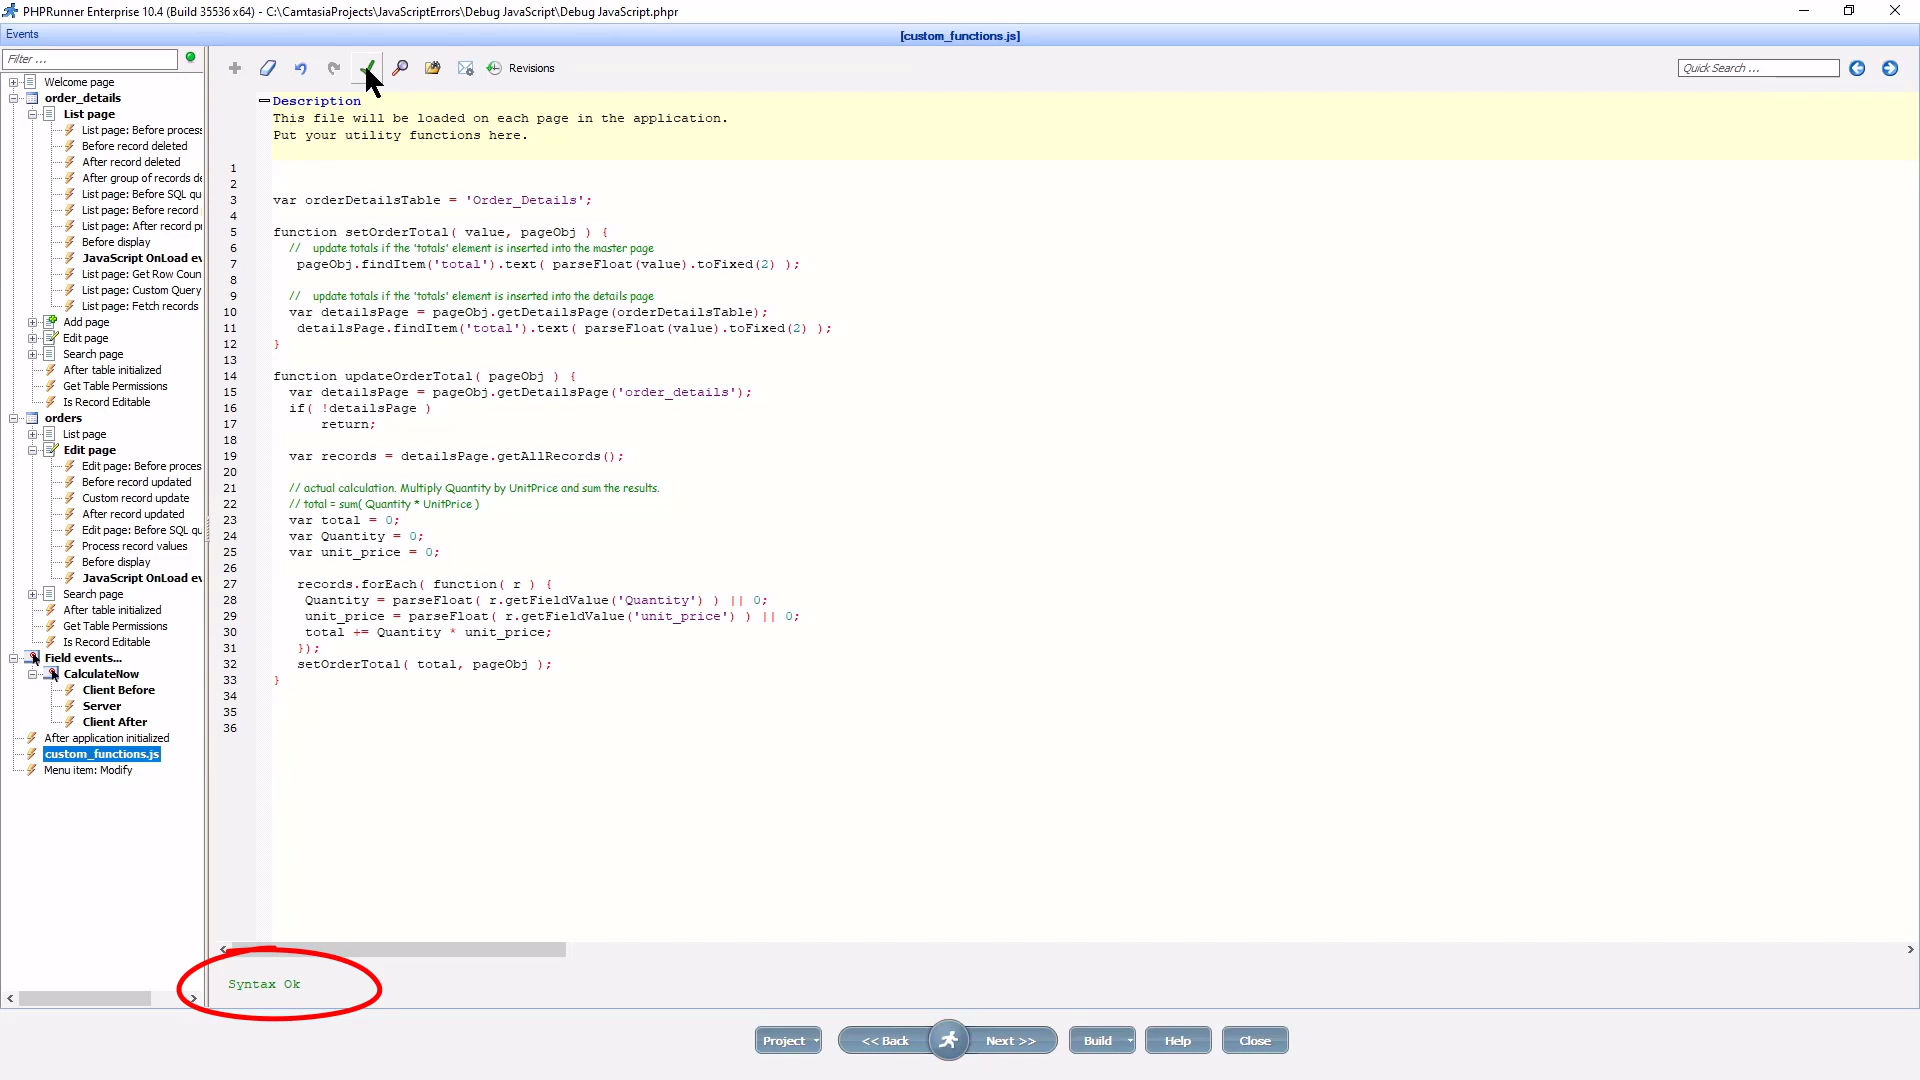 PHPRunner Enterprise 10.4 (Build 35536 x64) - C:\CamtasiaProjects\JavaScriptErrors\Debug JavaScript\Debug JavaScript.phpr
Events
[custom_functions.js]
Filter ...
Revisions
Quick Search ...
Welcome page
order_details
List page
List page: Before process
Before record deleted
After record deleted
After group of records de
List page: Before SQL qu
List page: Before record
List page: After record pr
Before display
JavaScript OnLoad ev
List page: Get Row Coun
List page: Custom Query
List page: Fetch records
Add page
Edit page
Search page
After table initialized
Get Table Permissions
Is Record Editable
orders
List page
Edit page
Edit page: Before proces
Before record updated
Custom record update
After record updated
Edit page: Before SQL qu
Process record values
Before display
JavaScript OnLoad ev
Search page
After table initialized
Get Table Permissions
Is Record Editable
Field events...
CalculateNow
Client Before
Server
Client After
After application initialized
custom_functions.js
Menu item: Modify
Description
This file will be loaded on each page in the application.
Put your utility functions here.
1
2
3 var orderDetailsTable = 'Order_Details';
4
5 function setOrderTotal( value, pageObj ) {
6 // update totals if the 'totals' element is inserted into the master page
7 pageObj.findItem('total').text( parseFloat(value).toFixed(2) );
8
9 // update totals if the 'totals' element is inserted into the details page
10 var detailsPage = pageObj.getDetailsPage(orderDetailsTable);
11 detailsPage.findItem('total').text( parseFloat(value).toFixed(2) );
12 }
13
14 function updateOrderTotal( pageObj ) {
15 var detailsPage = pageObj.getDetailsPage('order_details');
16 if( !detailsPage )
17 return;
18
19 var records = detailsPage.getAllRecords();
20
21 // actual calculation. Multiply Quantity by UnitPrice and sum the results.
22 // total = sum( Quantity * UnitPrice )
23 var total = 0;
24 var Quantity = 0;
25 var unit_price = 0;
26
27 records.forEach( function( r ) {
28 Quantity = parseFloat( r.getFieldValue('Quantity') ) || 0;
29 unit_price = parseFloat( r.getFieldValue('unit_price') ) || 0;
30 total += Quantity * unit_price;
31 });
32 setOrderTotal( total, pageObj );
33 }
34
35
36
Syntax Ok
Project
<< Back
Next >>
Build
Help
Close